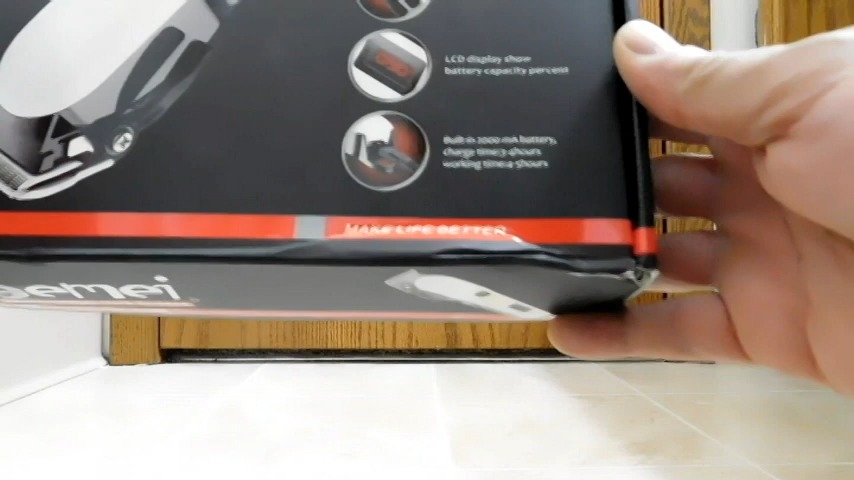 LCD display show
battery capacity percent
Built-in 2000 mA battery,
charge time:3-4hours
working time:4-5hours
MAKE LIFE BETTER
gemei